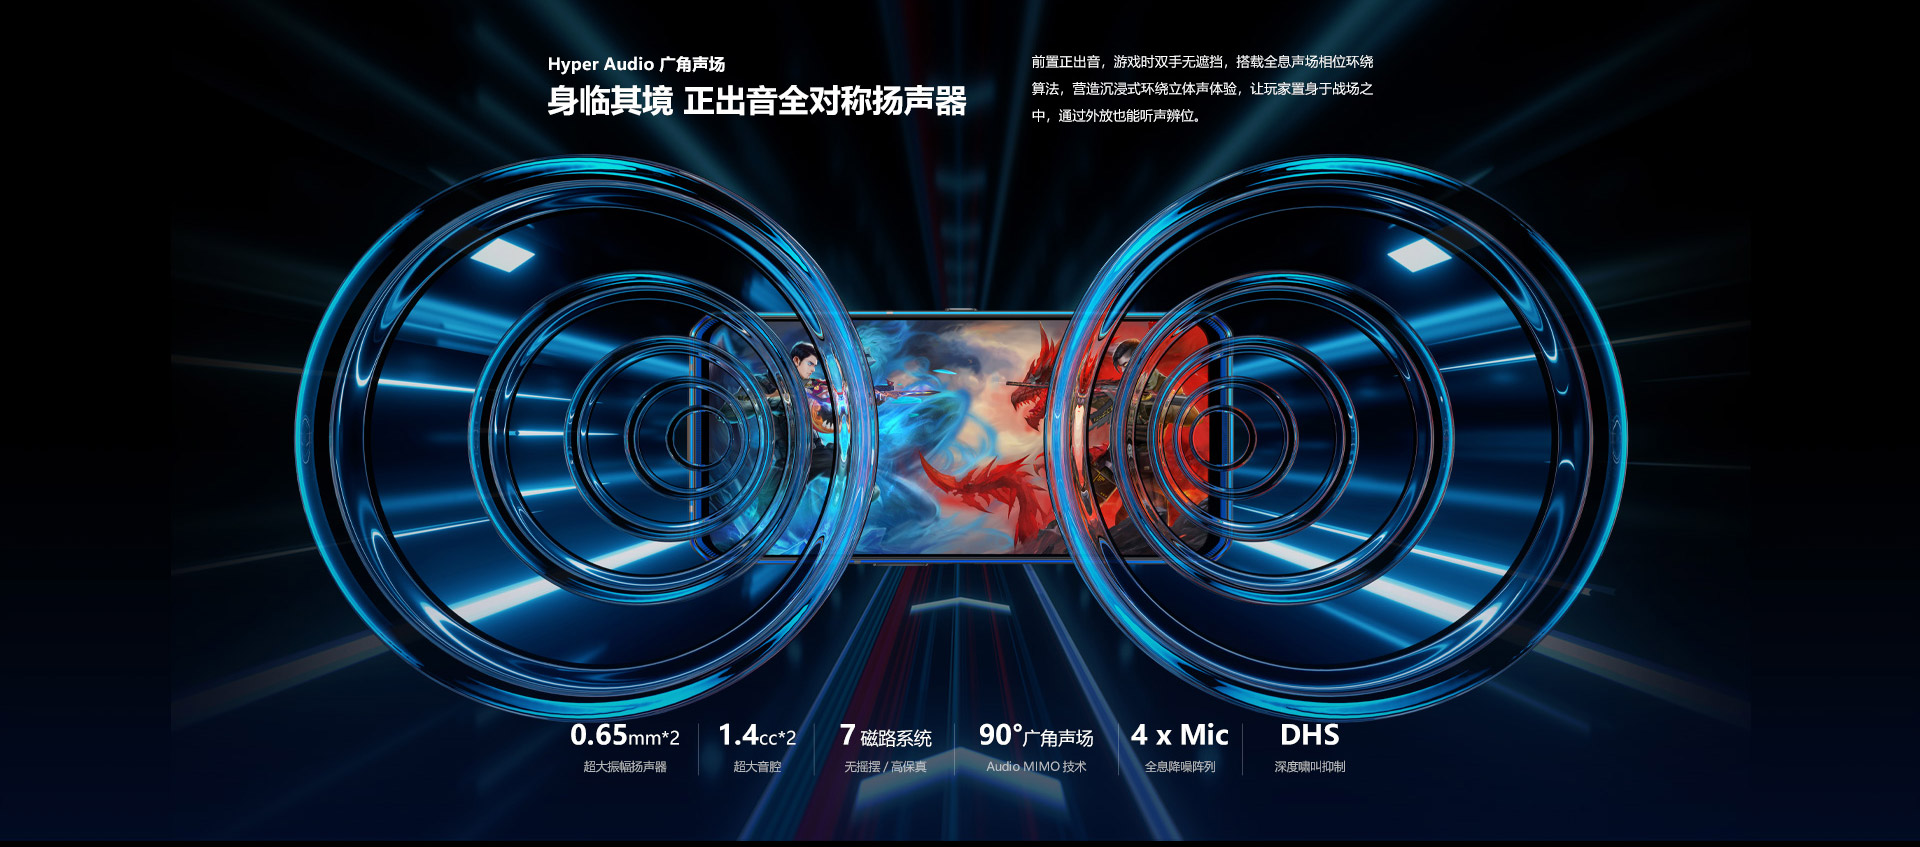 Hyper Audio 广角声场
身临其境 正出音全对称扬声器
前置正出音，游戏时双手无遮挡，搭载全息声场相位环绕
算法，营造沉浸式环绕立体声体验，让玩家置身于战场之
中，通过外放也能听声辨位。
0.65mm*2
超大振幅扬声器
1.4cc*2
超大音腔
7 磁路系统
无摇摆 / 高保真
90°广角声场
Audio MIMO 技术
4 x Mic
全息降噪阵列
DHS
深度啸叫抑制